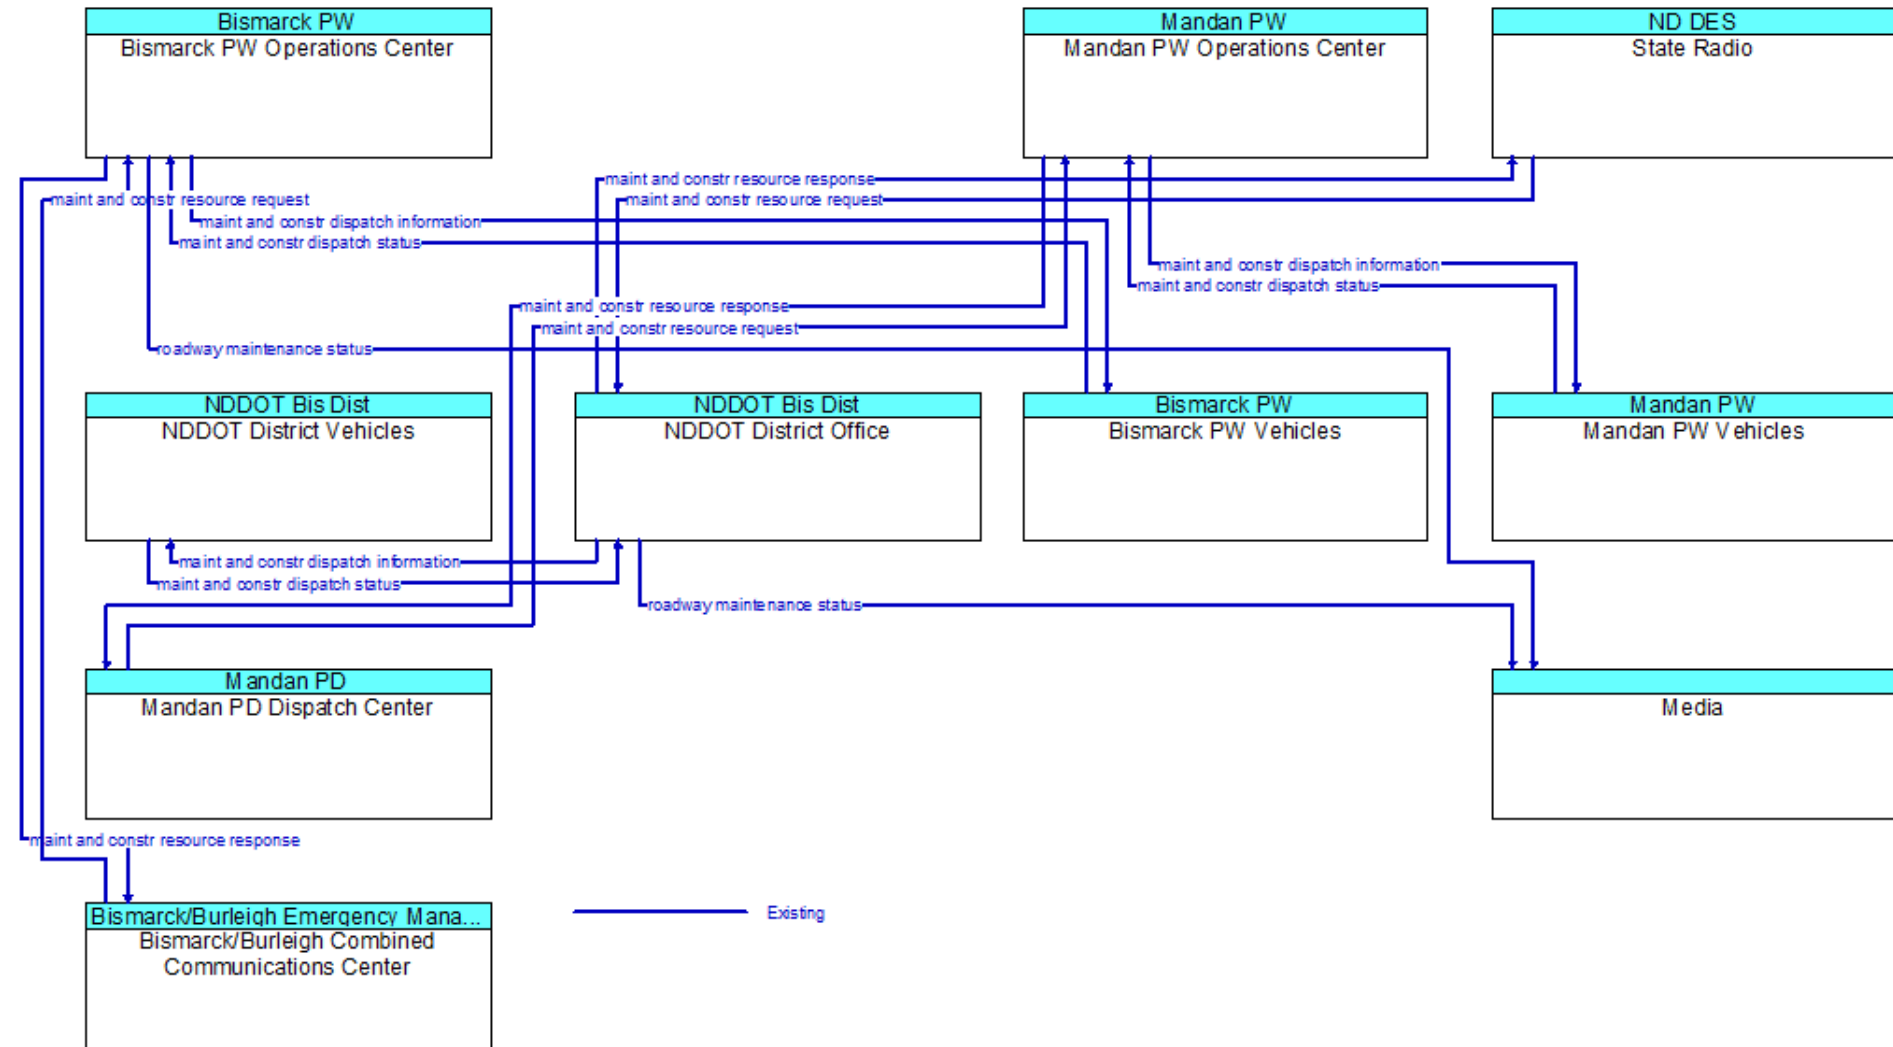 Bismarck PW
Bismarck PW Operations Center
Mandan PW
Mandan PW Operations Center
ND DES
State Radio
maint and constr resource response
maint and constr resource request
maint and constr resource request
maint and constr dispatch information
maint and constr dispatch status
maint and constr dispatch information
maint and constr dispatch status
maint and constr resource response
maint and constr resource request
roadway maintenance status
NDDOT Bis Dist
NDDOT District Vehicles
NDDOT Bis Dist
NDDOT District Office
Bismarck PW
Bismarck PW Vehicles
Mandan PW
Mandan PW Vehicles
maint and constr dispatch information
maint and constr dispatch status
roadway maintenance status
Mandan PD
Mandan PD Dispatch Center
Media
maint and constr resource response
Bismarck/Burleigh Emergency Mana...
Bismarck/Burleigh Combined
Communications Center
Existing